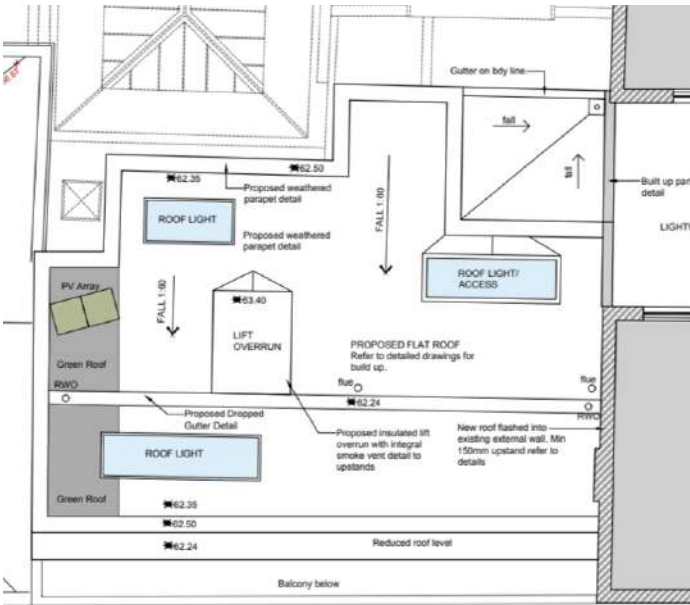 Gutter on bdy line
fall
fall
62.50
62.35
Proposed weathered
parapet detail
Built up par
detail
ROOF LIGHT
Proposed weathered
parapet detail
FALL 1:60
LIGHTW
ROOF LIGHT/
ACCESS
PV Array
FALL 1:60
63.40
LIFT
OVERRUN
PROPOSED FLAT ROOF
Refer to detailed drawings for
build up.
Green Roof
RWO
flue
flue
62.24
RWO
Proposed Dropped
Gutter Detail
Proposed insulated lift
overrun with integral
smoke vent detail to
upstands
New roof flashed into
existing external wall. Min
150mm upstand refer to
details
ROOF LIGHT
Green Roof
62.35
62.50
62.24
Reduced roof level
Balcony below